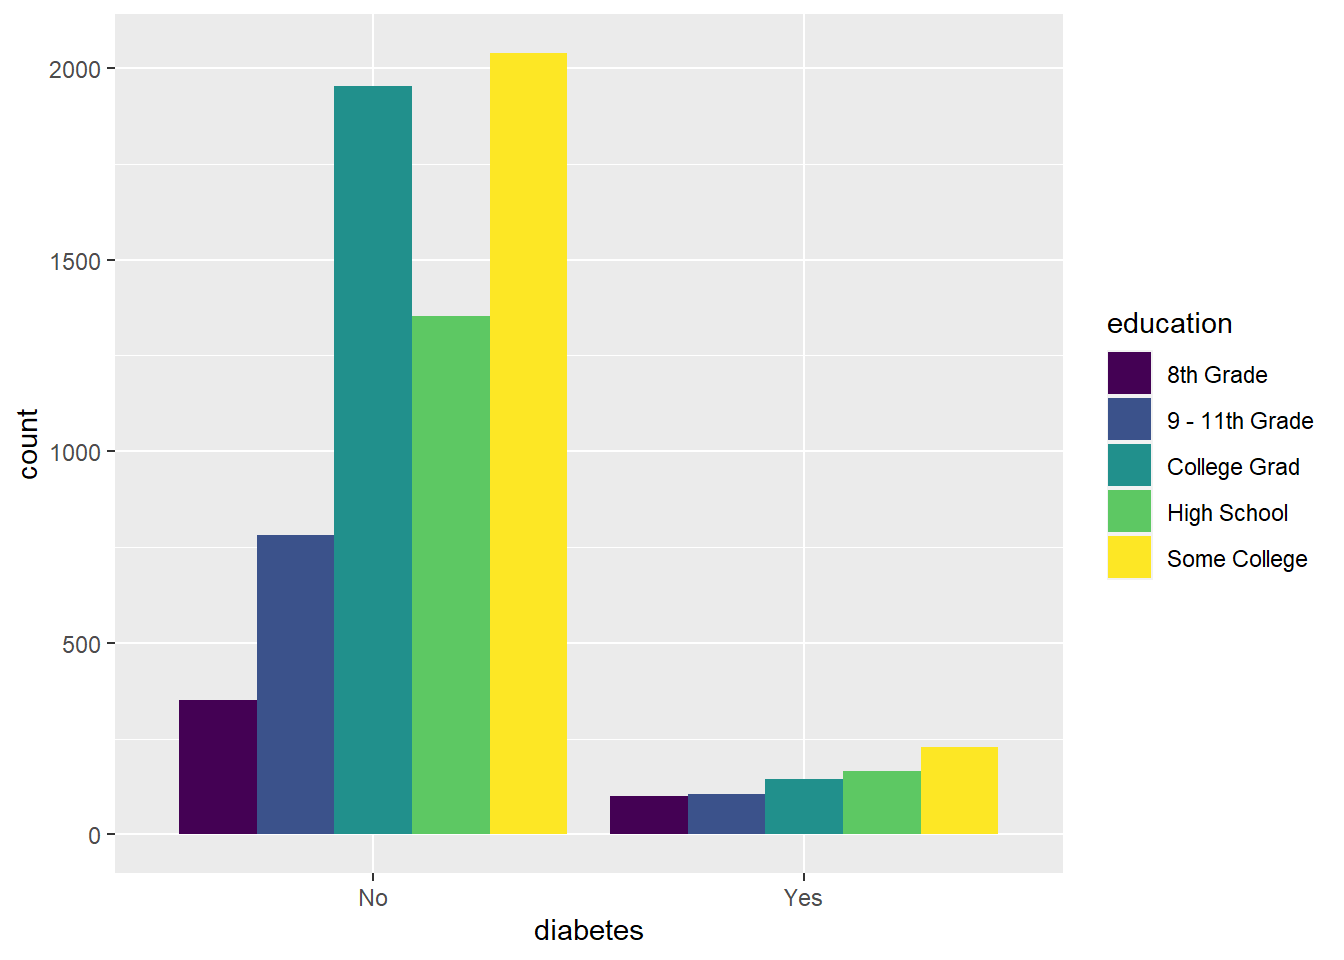 2000
1500
1000
500
0
count
No
Yes
diabetes
education
8th Grade
9 - 11th Grade
College Grad
High School
Some College